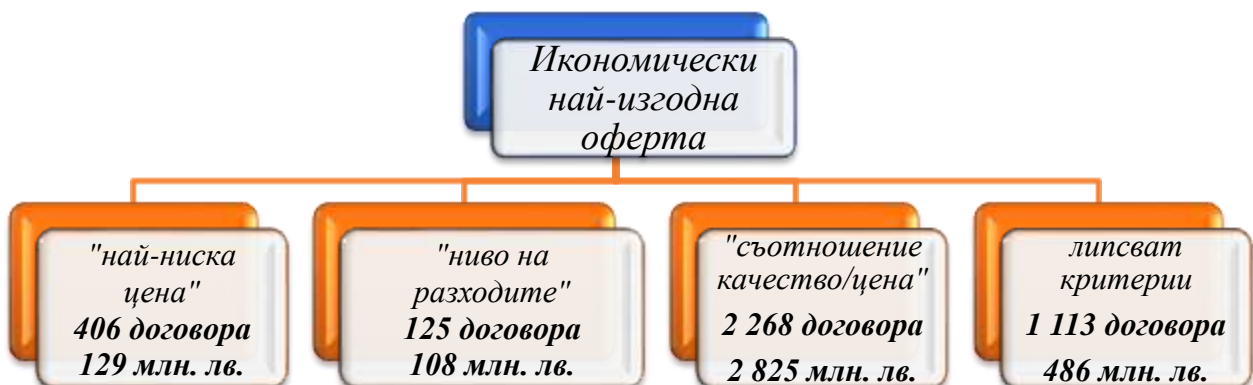 Икономически
най-изгодна
оферта
"най-ниска
цена"
406 договора
129 млн. лв.
"ниво на
разходите"
125 договора
108 млн. лв.
"съотношение
качество/цена"
2 268 договора
2 825 млн. лв.
липсват
критерии
1 113 договора
486 млн. лв.